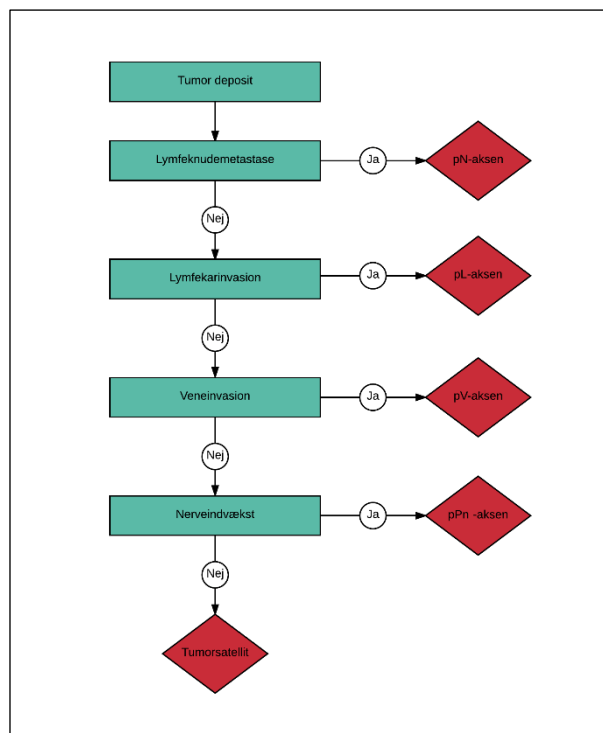 Tumor deposit
Lymfeknudemetastase
Ja
pN-aksen
Nej
Lymfekarinvasion
Ja
pL-aksen
Nej
Veneinvasion
Ja
pV-aksen
Nej
Nerveindvækst
Ja
pPn -aksen
Nej
Tumorsatellit